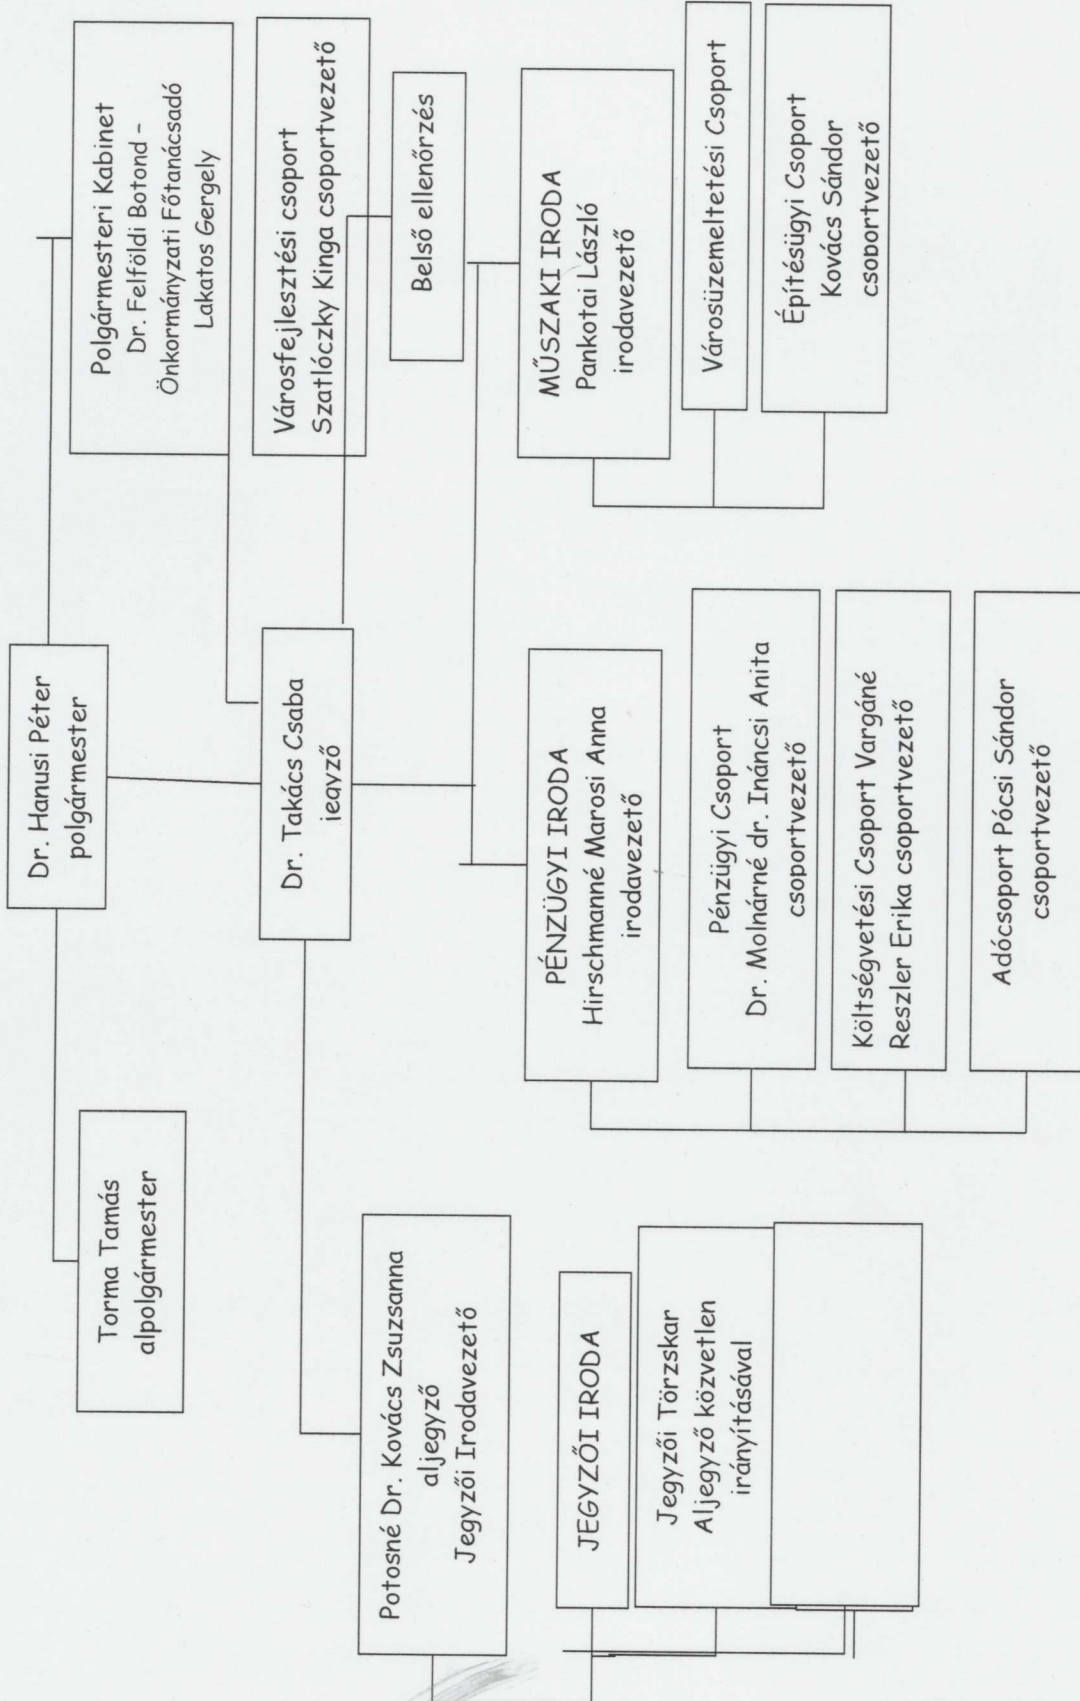 Dr. Hanusi Péter
polgármester
Torma Tamás
alpolgármester
Polgármesteri Kabinet
Dr. Felföldi Botond -
Önkormányzati Főtanácsadó
Lakatos Gergely
Dr. Takács Csaba
jegyző
Városfejlesztési csoport
Szatlóczky Kinga csoportvezető
Belső ellenőrzés
Potosné Dr. Kovács Zsuzsanna
aljegyző
Jegyzői Irodavezető
PÉNZÜGYI IRODA
Hirschmanné Marosi Anna
irodavezető
MŰSZAKI IRODA
Pankotai László
irodavezető
JEGYZŐI IRODA
Jegyzői Törzskar
Aljegyző közvetlen
irányításával
Pénzügyi Csoport
Dr. Molnárné dr. Ináncsi Anita
csoportvezető
Költségvetési Csoport Vargáné
Reszler Erika csoportvezető
Adócsoport Pócsi Sándor
csoportvezető
Városüzemeltetési Csoport
Építésügyi Csoport
Kovács Sándor
csoportvezető